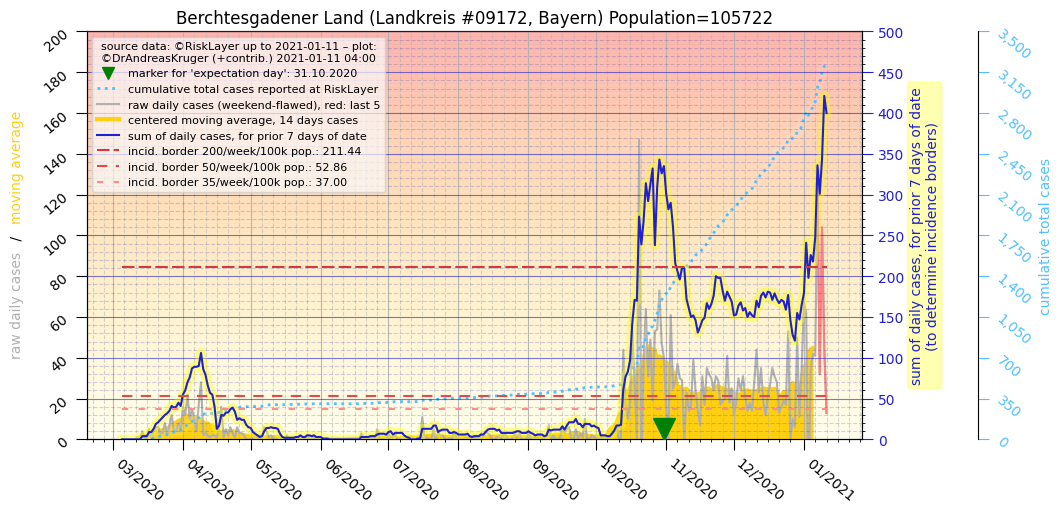 Berchtesgadener Land (Landkreis #09172, Bayern) Population=105722
source data: ©RiskLayer up to 2021-01-11 – plot:
©DrAndreasKruger (+contrib.) 2021-01-11 04:00
marker for 'expectation day': 31.10.2020
cumulative total cases reported at RiskLayer
raw daily cases (weekend-flawed), red: last 5
centered moving average, 14 days cases
sum of daily cases, for prior 7 days of date
incid. border 200/week/100k pop.: 211.44
incid. border 50/week/100k pop.: 52.86
incid. border 35/week/100k pop.: 37.00
raw daily cases / moving average
200
180
160
140
120
100
80
60
40
20
0
03/2020
04/2020
05/2020
06/2020
07/2020
08/2020
09/2020
10/2020
11/2020
12/2020
01/2021
500
450
400
350
300
250
200
150
100
50
0
sum of daily cases, for prior 7 days of date
(to determine incidence borders)
3,500
3,150
2,800
2,450
2,100
1,750
1,400
1,050
700
350
0
cumulative total cases